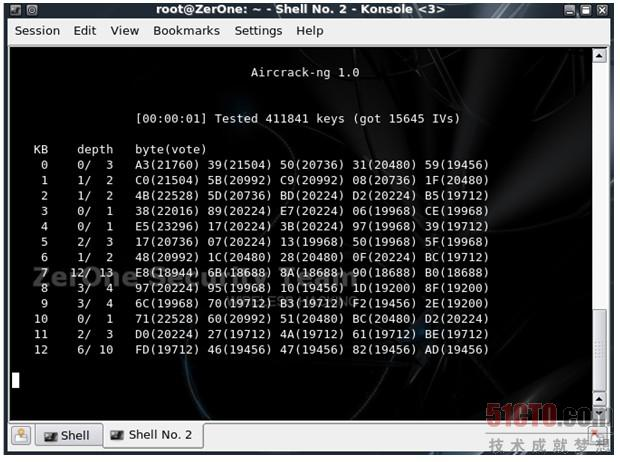 root@ZerOne: ~ - Shell No. 2 - Konsole <3>
Session Edit View Bookmarks Settings Help
Aircrack-ng 1.0
[00:00:01] Tested 411841 keys (got 15645 IVs)
KB depth byte(vote)
0 0/ 3 A3(21760) 39(21504) 50(20736) 31(20480) 59(19456)
1 1/ 2 C0(21504) 5B(20992) C9(20992) 08(20736) 1F(20480)
2 1/ 2 4B(22528) 5D(20736) BD(20224) D2(20224) B5(19712)
3 0/ 1 38(22016) 89(20224) E7(20224) 06(19968) CE(19968)
4 0/ 1 E5(23296) 17(20224) 3B(20224) 97(19968) 39(19712)
5 2/ 3 17(20736) 07(20224) 13(19968) 50(19968) 5F(19968)
6 1/ 2 48(20992) 1C(20480) 28(20480) 0F(20224) BC(19712)
7 12/ 13 (18944) 6B(18688) 8A(18688) 90(18688) B0(18688)
8 3/ 4 97(20224) (19968) 10(19456) 1D(19200) 8F(19200)
9 3/ 4 6C(19968) 70(19712) B3(19712) F2(19456) 2E(19200)
10 0/ 1 71(22528) 60(20992) 51(20480) BC(20480) D2(20224)
11 2/ 3 D0(20224) 27(19712) 4A(19712) 61(19712) BE(19712)
12 6/ 10 FD(19712) 46(19456) 47(19456) 82(19456) AD(19456)
ZerOne Security Team
Shell
Shell No. 2
51CTO.com
技术成就梦想